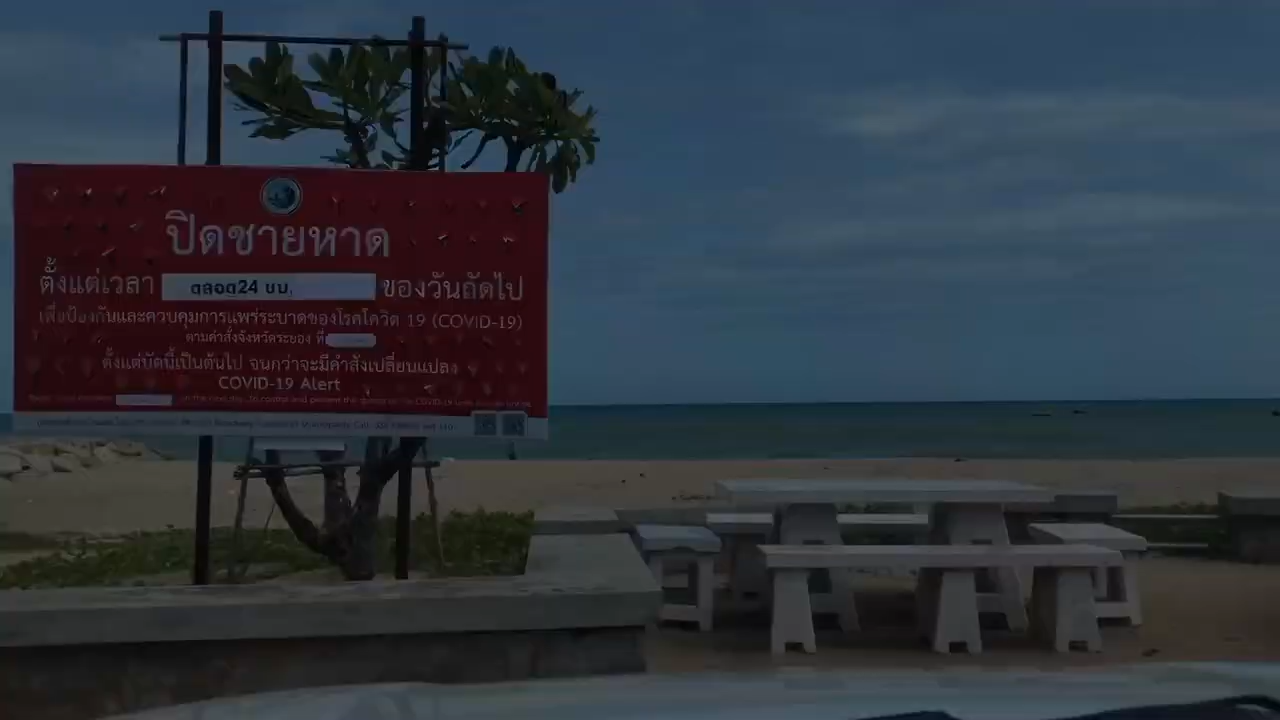 ปิดชายหาด
ตั้งแต่เวลา ตลอด24 ชม. ของวันถัดไป
เพื่อป้องกันและควบคุมการแพร่ระบาดของโรคโควิด 19 (COVID-19)
ตามคำสั่งจังหวัดระยอง ที่
ตั้งแต่บัดนี้เป็นต้นไป จนกว่าจะมีคำสั่งเปลี่ยนแปลง
COVID-19 Alert